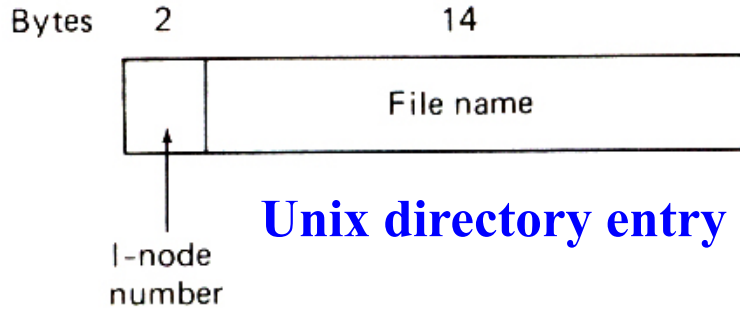 Bytes 2 14
File name
Unix directory entry
I-node
number